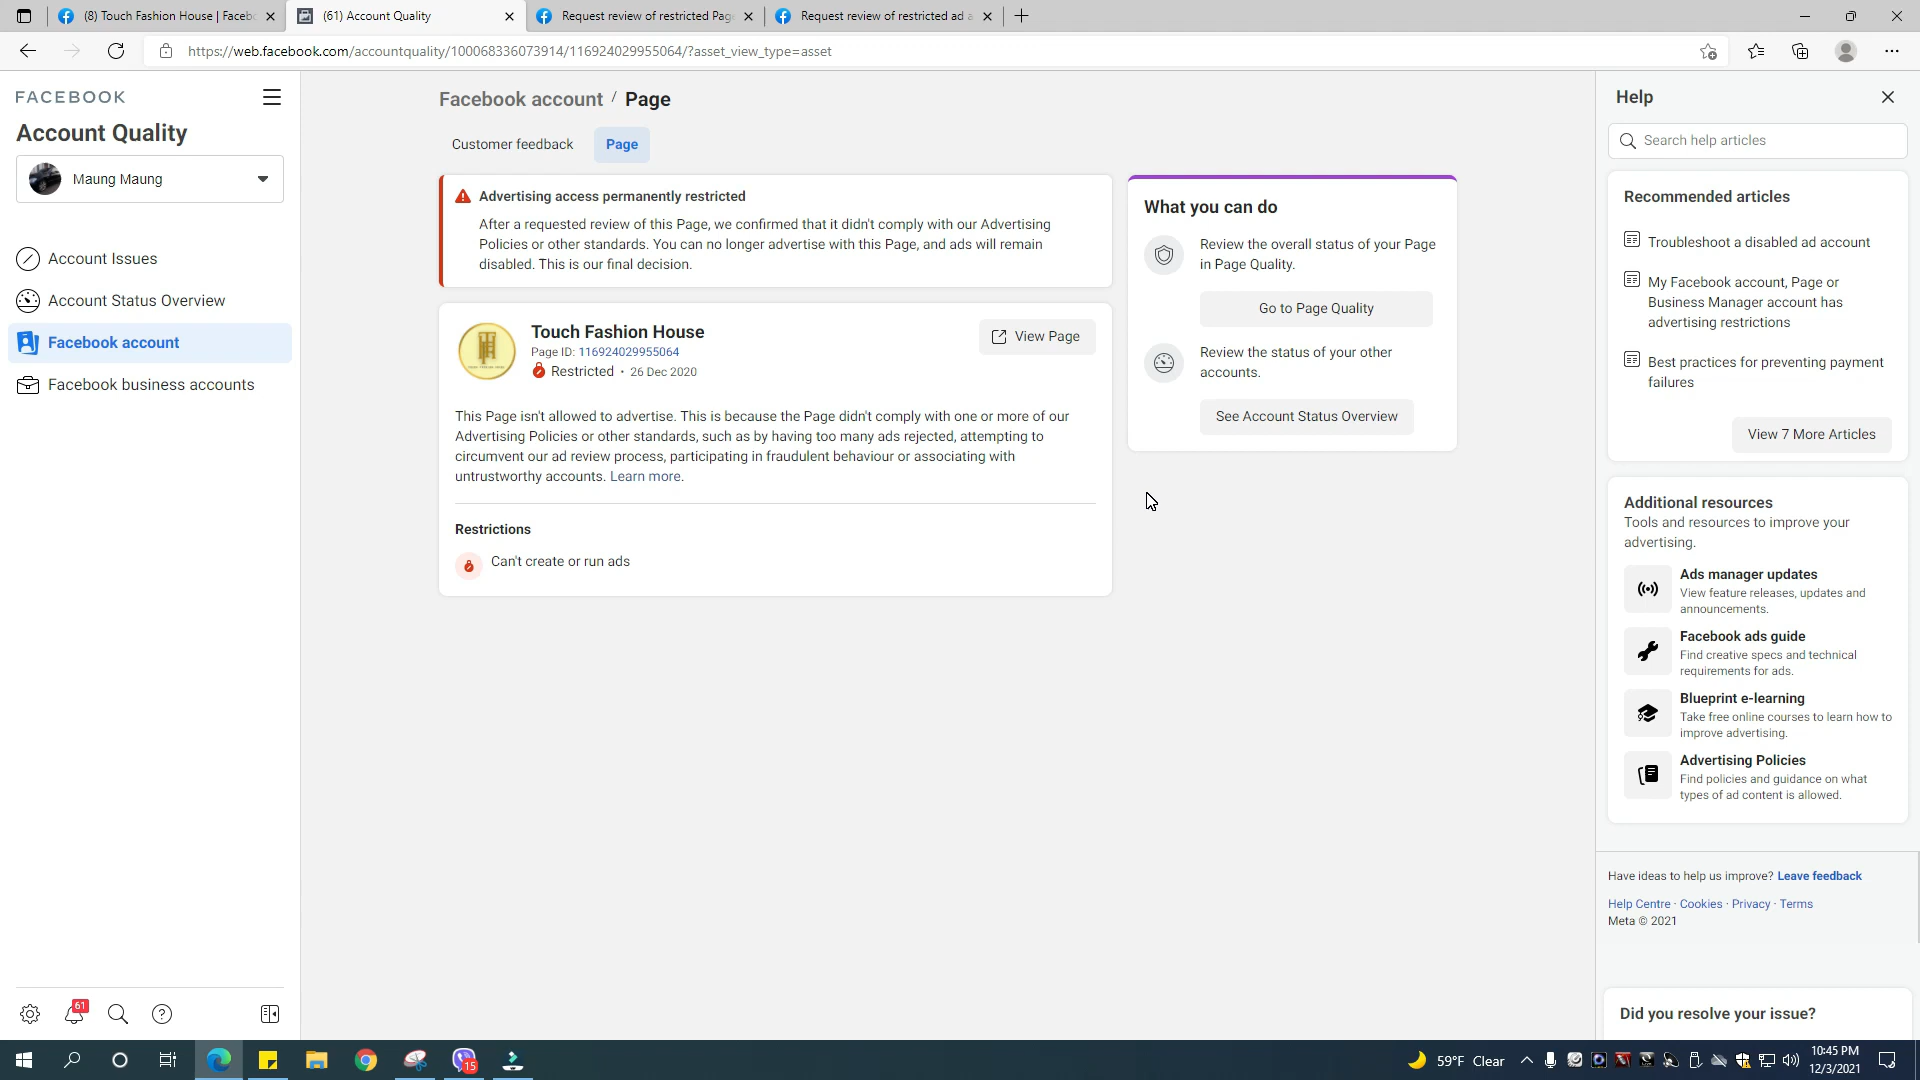 (8) Touch Fashion House | Faceb
(61) Account Quality
Request review of restricted Pag
Request review of restricted ad a
https://web.facebook.com/accountquality/100068336073914/116924029955064/?asset_view_type=asset
FACEBOOK
Account Quality
Maung Maung
Account Issues
Account Status Overview
Facebook account
Facebook business accounts
61
Facebook account / Page
Customer feedback
Page
Advertising access permanently restricted
After a requested review of this Page, we confirmed that it didn't comply with our Advertising
Policies or other standards. You can no longer advertise with this Page, and ads will remain
disabled. This is our final decision.
Touch Fashion House
Page ID: 116924029955064
Restricted • 26 Dec 2020
View Page
This Page isn't allowed to advertise. This is because the Page didn't comply with one or more of our
Advertising Policies or other standards, such as by having too many ads rejected, attempting to
circumvent our ad review process, participating in fraudulent behaviour or associating with
untrustworthy accounts. Learn more.
Restrictions
Can't create or run ads
What you can do
Review the overall status of your Page
in Page Quality.
Go to Page Quality
Review the status of your other
accounts.
See Account Status Overview
Help
Search help articles
Recommended articles
Troubleshoot a disabled ad account
My Facebook account, Page or
Business Manager account has
advertising restrictions
Best practices for preventing payment
failures
View 7 More Articles
Additional resources
Tools and resources to improve your
advertising.
Ads manager updates
View feature releases, updates and
announcements.
Facebook ads guide
Find creative specs and technical
requirements for ads.
Blueprint e-learning
Take free online courses to learn how to
improve advertising.
Advertising Policies
Find policies and guidance on what
types of ad content is allowed.
Have ideas to help us improve? Leave feedback
Help Centre · Cookies · Privacy · Terms
Meta © 2021
Did you resolve your issue?
15
59°F Clear
10:45 PM
12/3/2021